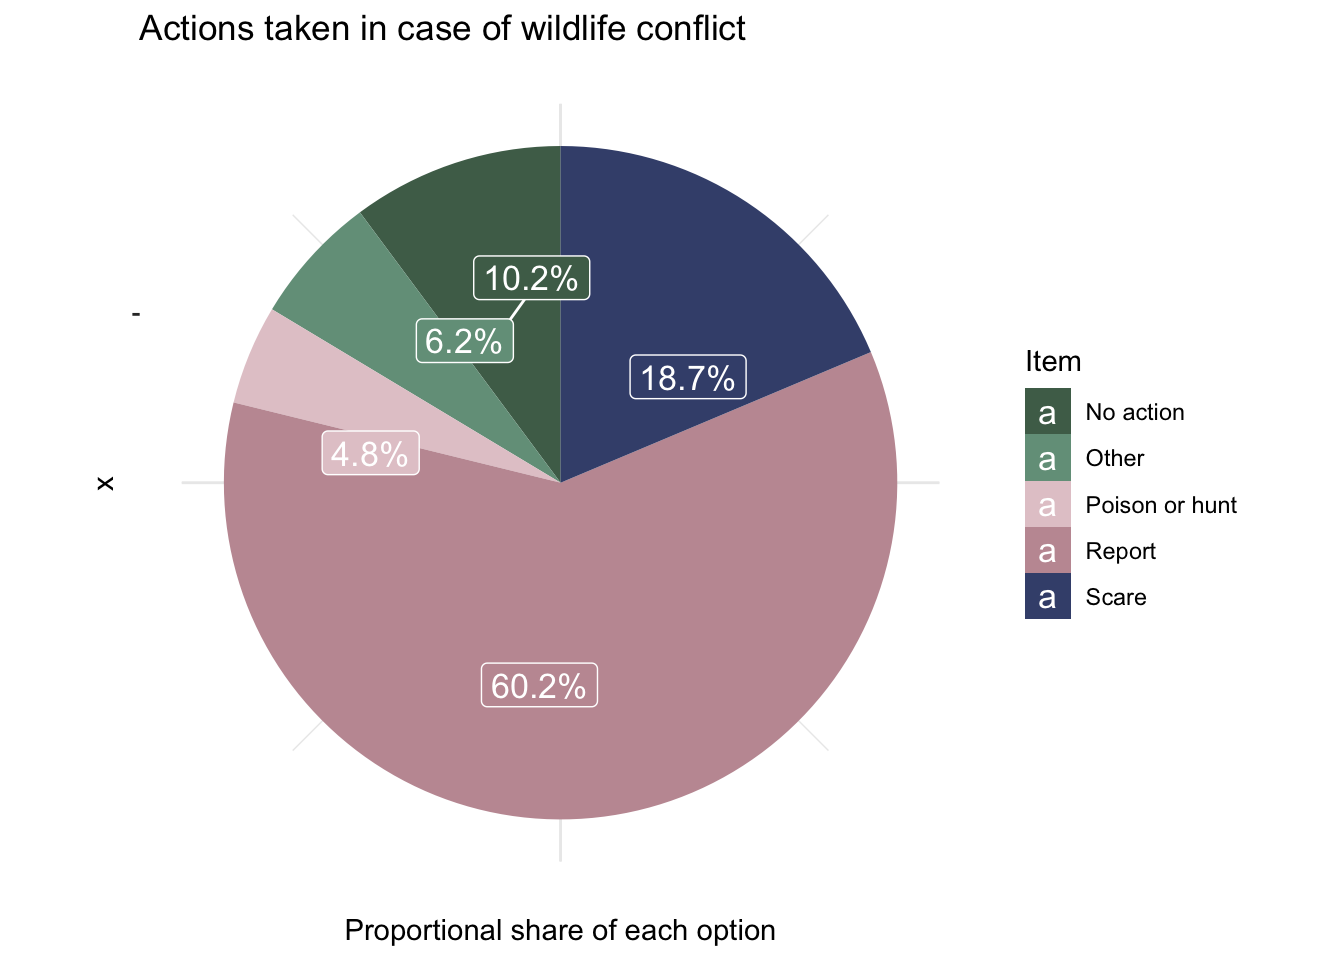 Actions taken in case of wildlife conflict
10.2%
6.2%
18.7%
4.8%
60.2%
-
x
Proportional share of each option
Item
a No action
a Other
a Poison or hunt
a Report
a Scare